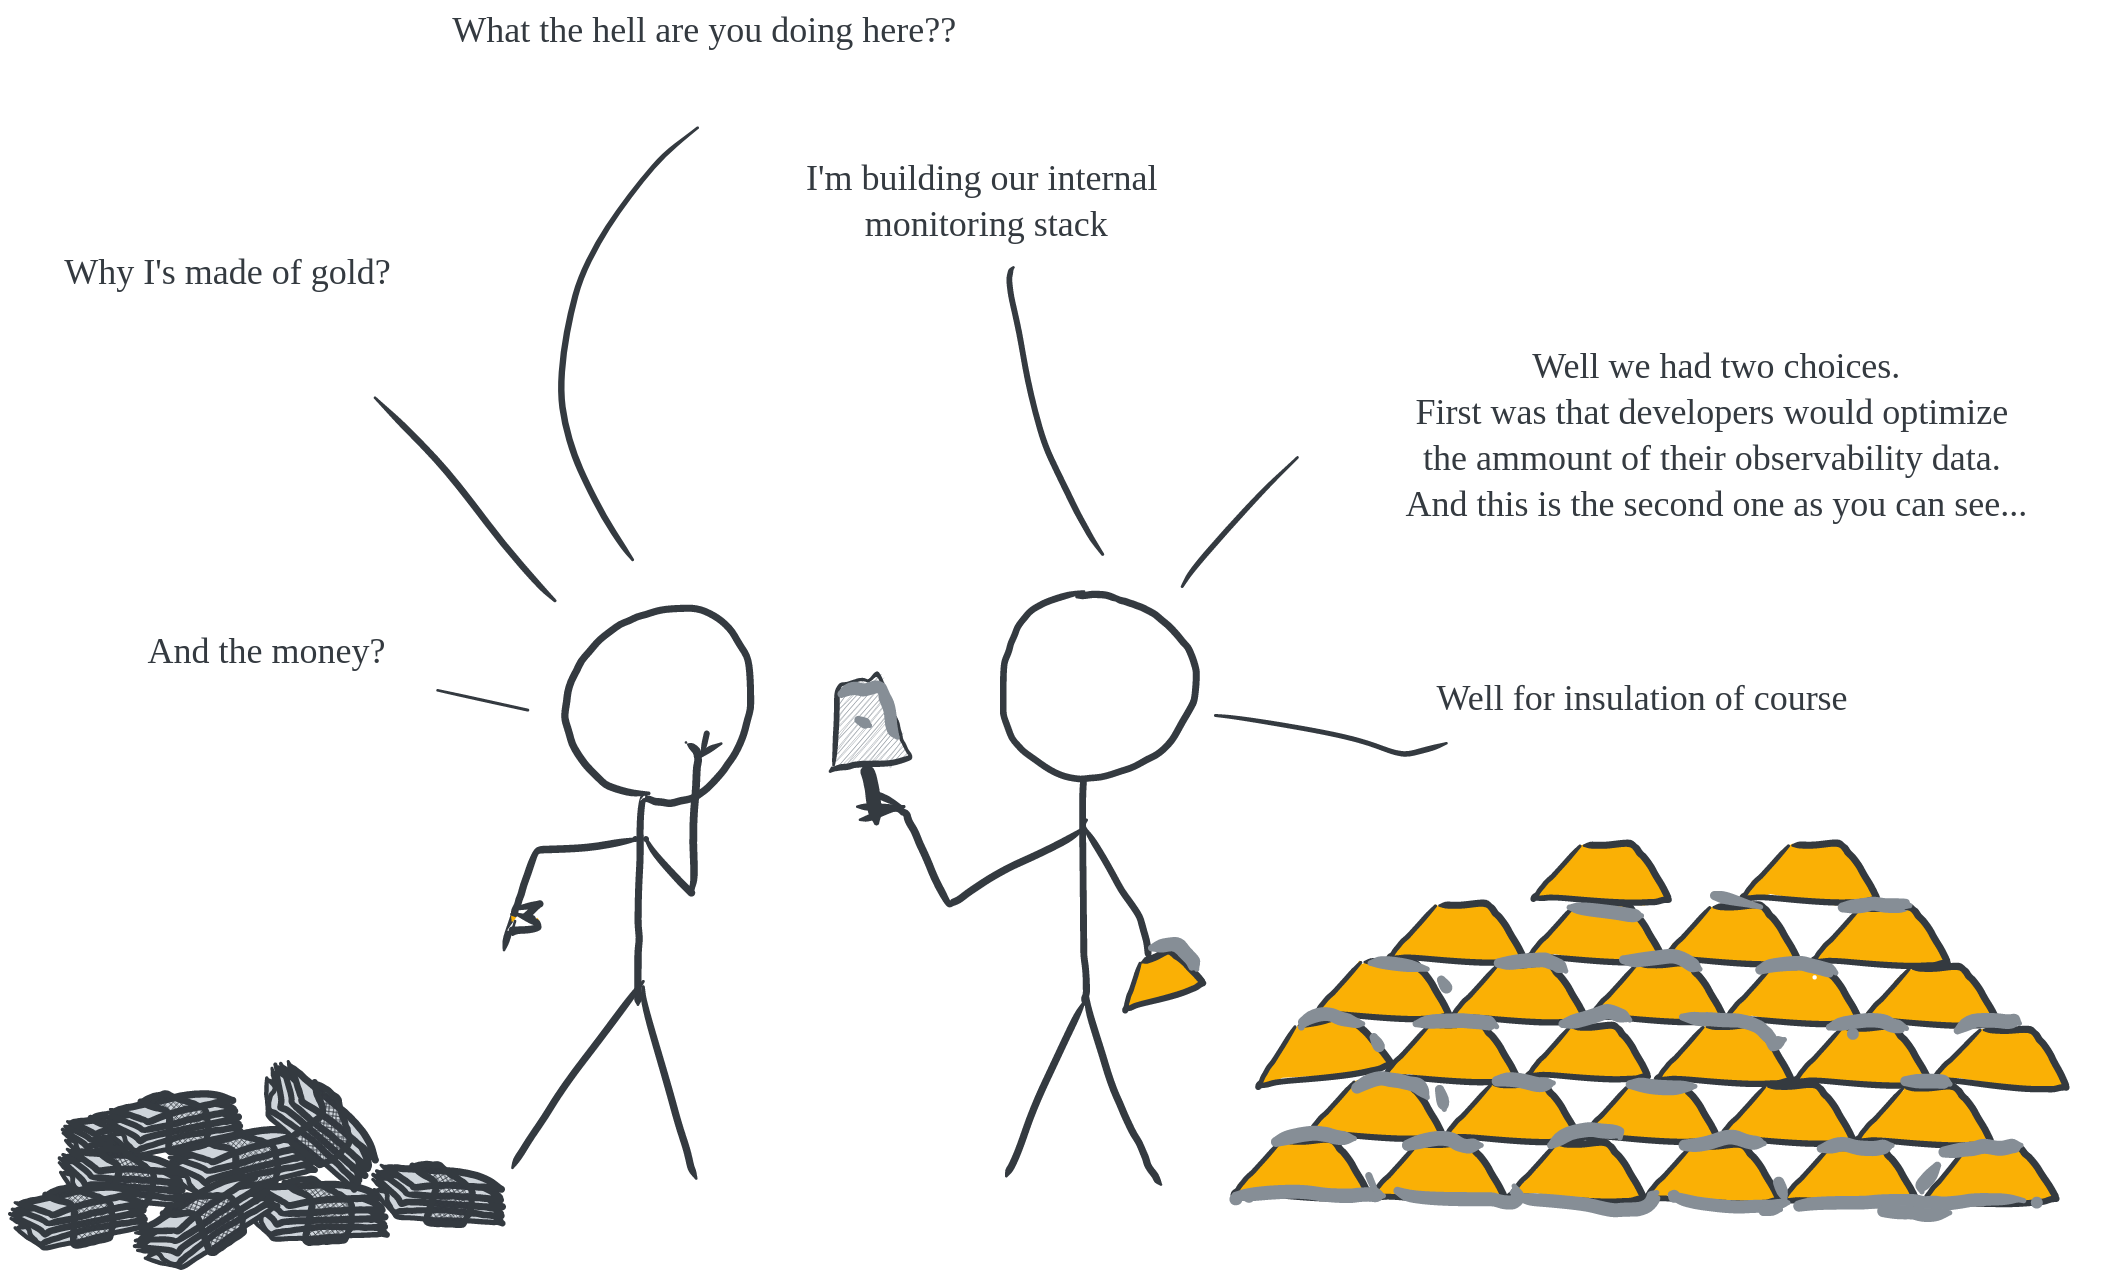 What the hell are you doing here??
I'm building our internal
monitoring stack
Why I's made of gold?
Well we had two choices.
First was that developers would optimize
the ammount of their observability data.
And this is the second one as you can see...
And the money?
Well for insulation of course